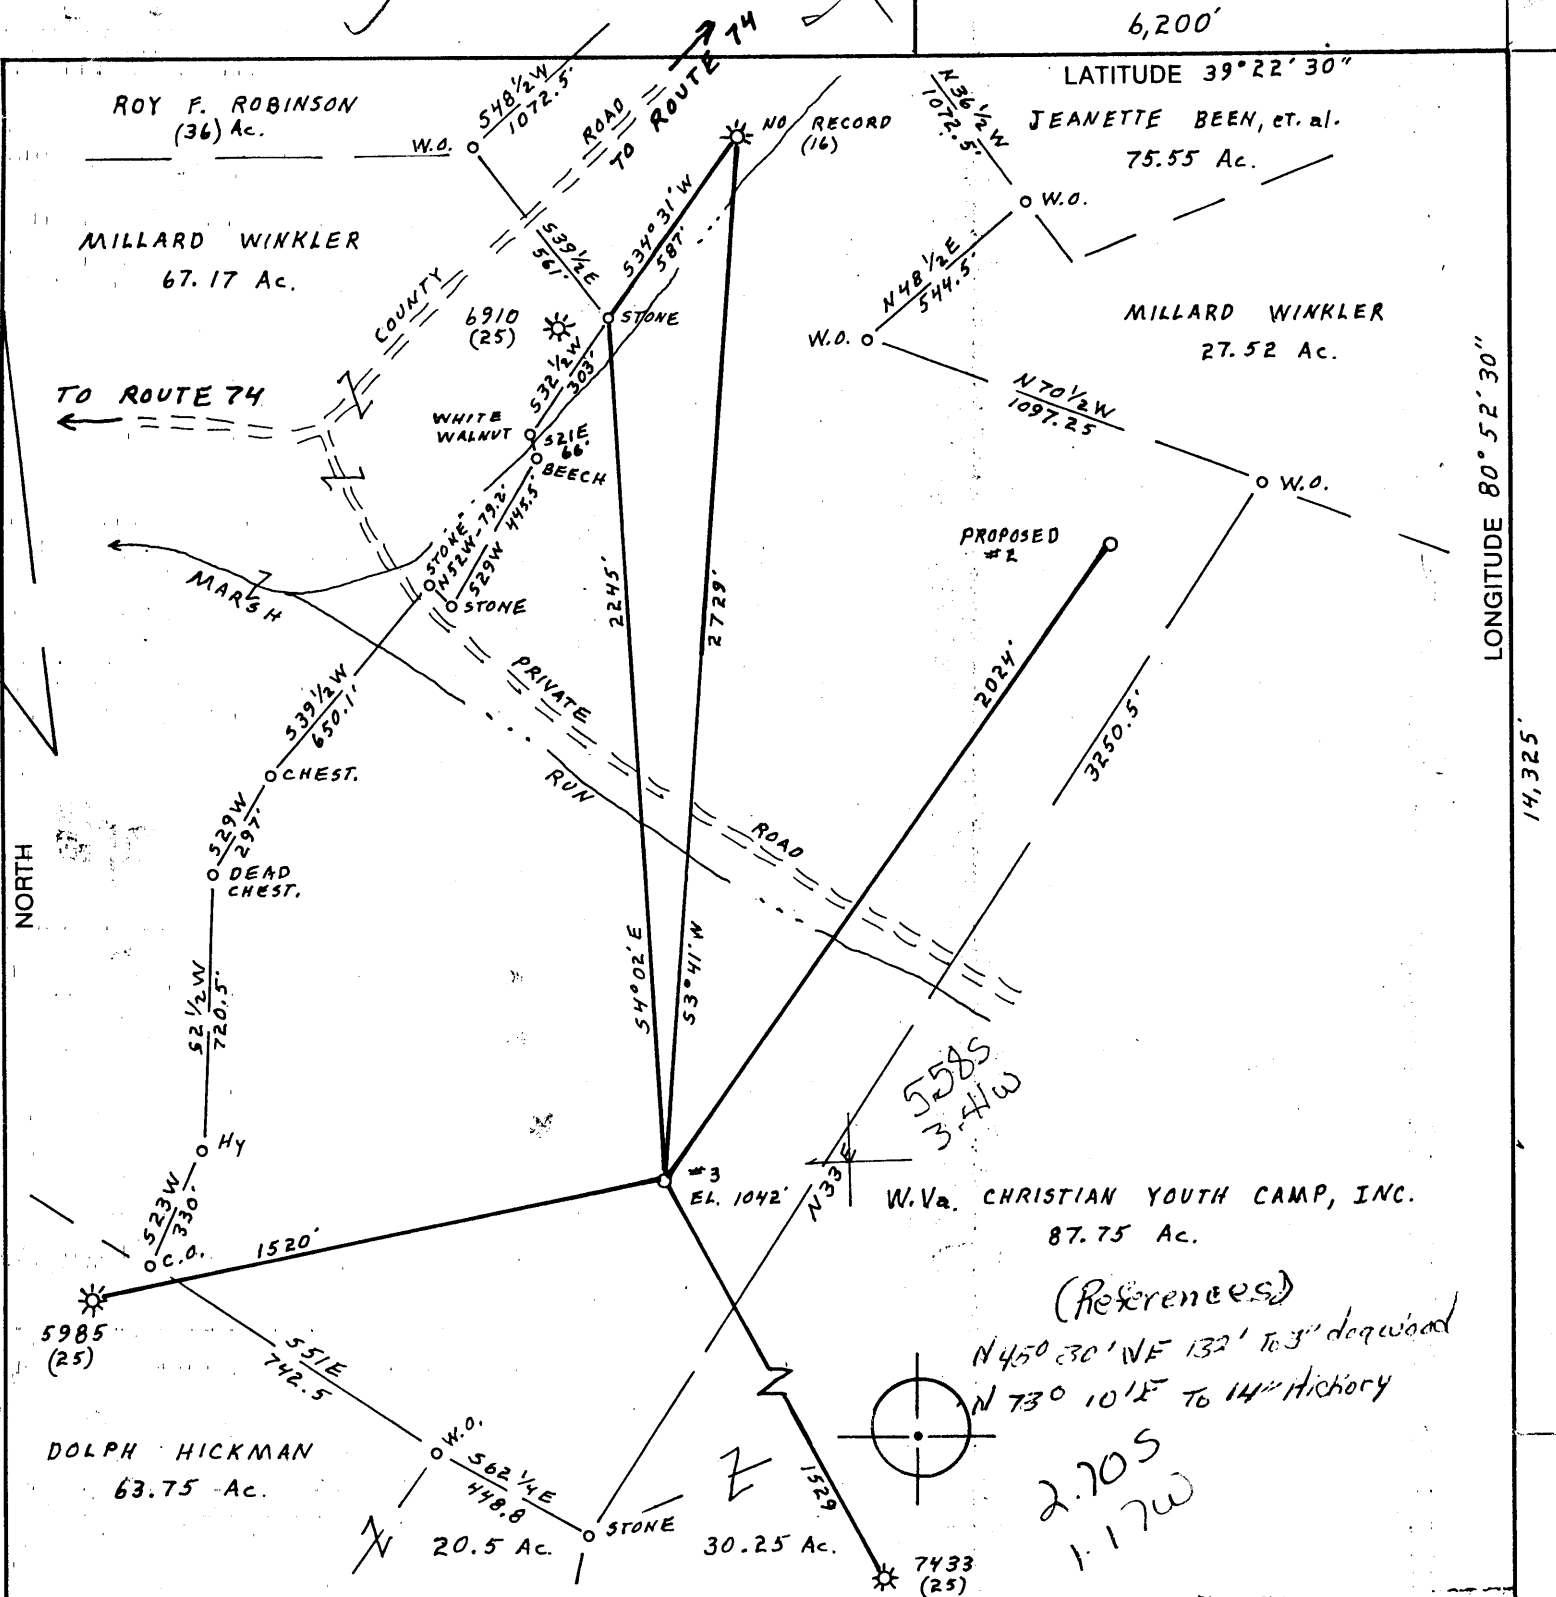 6,200'
LATITUDE 39°22'30"
ROY F. ROBINSON
(36) Ac.
S48½W
1072.5'
W.O.
ROAD
TO ROUTE 74
NO RECORD
(16)
N36½W
1072.5'
JEANETTE BEEN, et. al.
75.55 Ac.
W.O.
MILLARD WINKLER
67.17 Ac.
S39½E
561'
S34°31'W
587'
N48½E
544.5'
MILLARD WINKLER
27.52 Ac.
COUNTY
6910
(25)
STONE
W.O.
LONGITUDE 80°52'30"
TO ROUTE 74
S32½W
303'
WHITE
WALNUT
S21E
66'
BEECH
N70½W
1097.25
W.O.
STONE
N52W-79.2'
S29W
445.5'
STONE
PROPOSED
#2
MARSH
2245'
2729'
2024'
3250.5'
14,325'
S39½W
650.1'
PRIVATE
CHEST.
RUN
S29W
297'
ROAD
DEAD
CHEST.
NORTH
S2½W
720.5'
S4°02'E
S3°41'W
5.58S
3.41W
Hy
#3
EL. 1042'
N33E
W.Va. CHRISTIAN YOUTH CAMP, INC.
87.75 Ac.
S23W
330'
C.O.
1520'
(References)
5985
(25)
N45° 30' NE 132' To 3" dogwood
N 73° 10'E To 14" Hickory
S51E
742.5
DOLPH HICKMAN
63.75 Ac.
W.O.
S62¼E
448.8
1529
2.70S
1.17W
STONE
20.5 Ac.
30.25 Ac.
7433
(25)